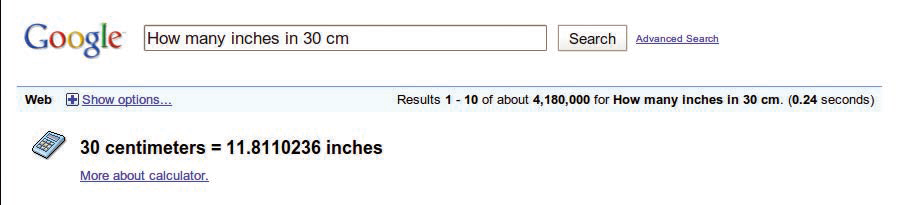 Google How many inches in 30 cm Search Advanced Search
Web Show options... Results 1 - 10 of about 4,180,000 for How many inches in 30 cm. (0.24 seconds)
30 centimeters = 11.8110236 inches
More about calculator.